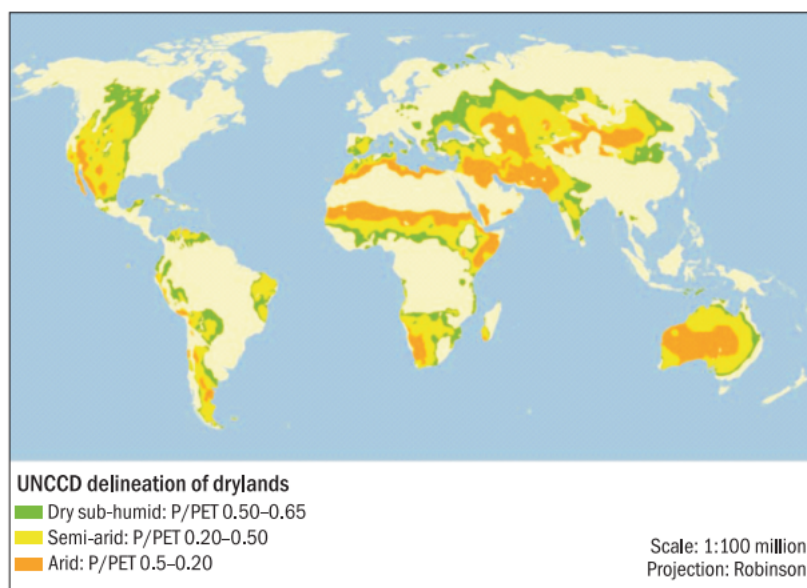 UNCCD delineation of drylands
Dry sub-humid: P/PET 0.50–0.65
Semi-arid: P/PET 0.20–0.50
Arid: P/PET 0.5–0.20
Scale: 1:100 million
Projection: Robinson